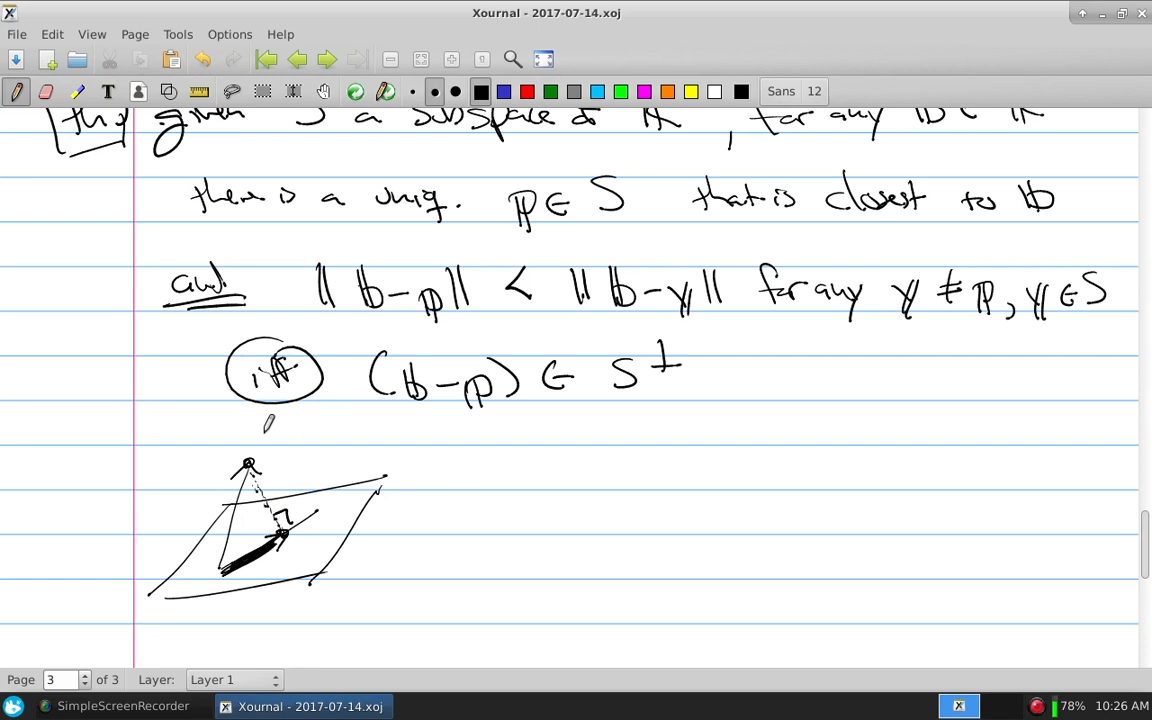 Xournal - 2017-07-14.xoj
File Edit View Page Tools Options Help
Sans 12
thm given S a subspace of R , for any b ∈ R
there is a uniq. p ∈ S that is closest to b
and ‖b-p‖ < ‖b-y‖ for any y ≠ p, y ∈ S
iff (b-p) ∈ S⊥
Page 3 of 3 Layer: Layer 1
SimpleScreenRecorder Xournal - 2017-07-14.xoj 78% 10:26 AM